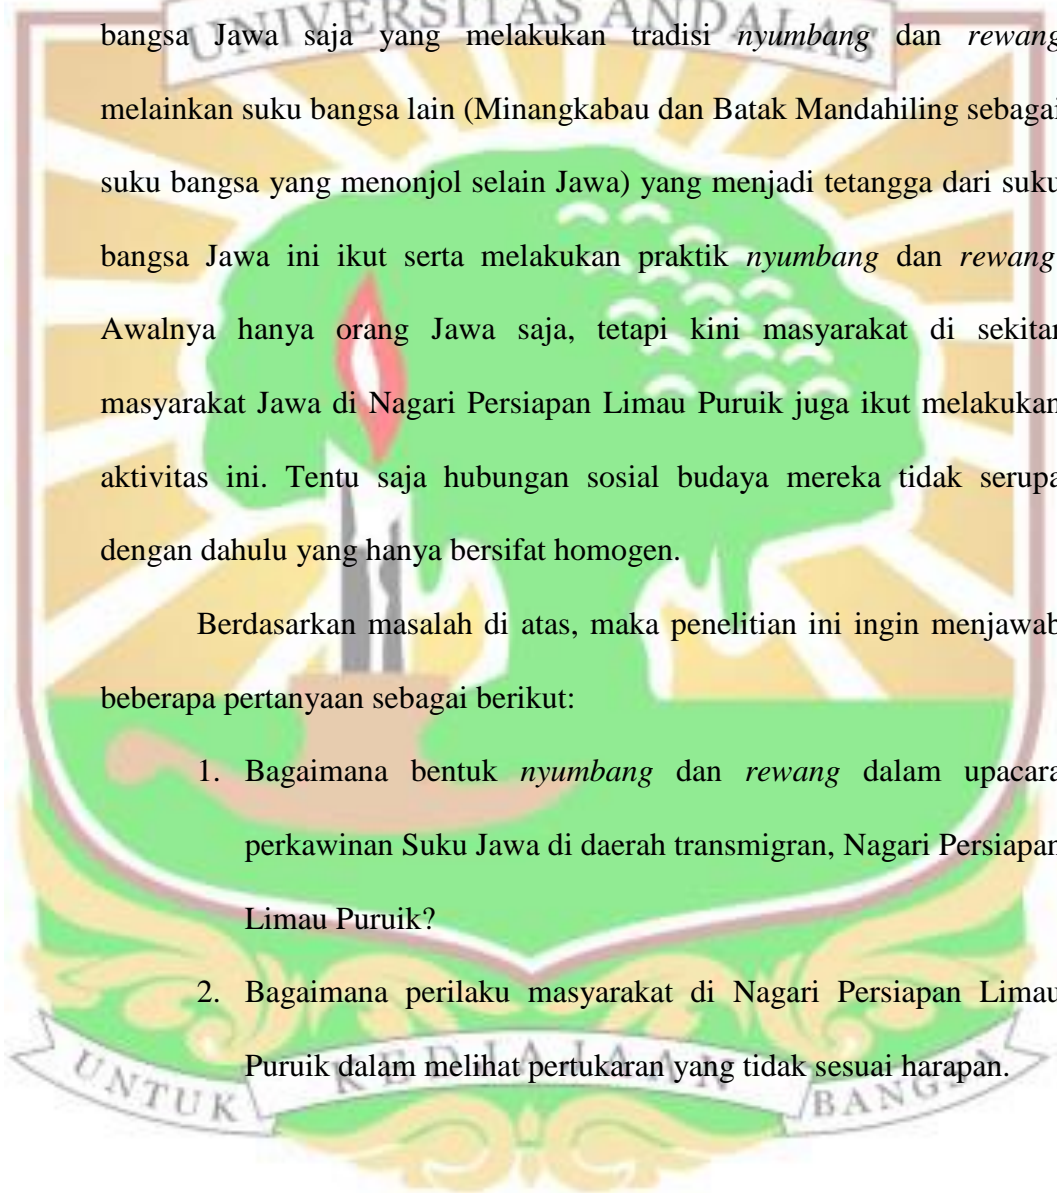 UNIVERSITAS ANDALAS
bangsa Jawa saja yang melakukan tradisi nyumbang dan rewang
melainkan suku bangsa lain (Minangkabau dan Batak Mandahiling sebagai
suku bangsa yang menonjol selain Jawa) yang menjadi tetangga dari suku
bangsa Jawa ini ikut serta melakukan praktik nyumbang dan rewang.
Awalnya hanya orang Jawa saja, tetapi kini masyarakat di sekitar
masyarakat Jawa di Nagari Persiapan Limau Puruik juga ikut melakukan
aktivitas ini. Tentu saja hubungan sosial budaya mereka tidak serupa
dengan dahulu yang hanya bersifat homogen.
Berdasarkan masalah di atas, maka penelitian ini ingin menjawab
beberapa pertanyaan sebagai berikut:
1. Bagaimana bentuk nyumbang dan rewang dalam upacara
perkawinan Suku Jawa di daerah transmigran, Nagari Persiapan
Limau Puruik?
2. Bagaimana perilaku masyarakat di Nagari Persiapan Limau
Puruik dalam melihat pertukaran yang tidak sesuai harapan.
UNTUK KEDJAJAAN BANGSA